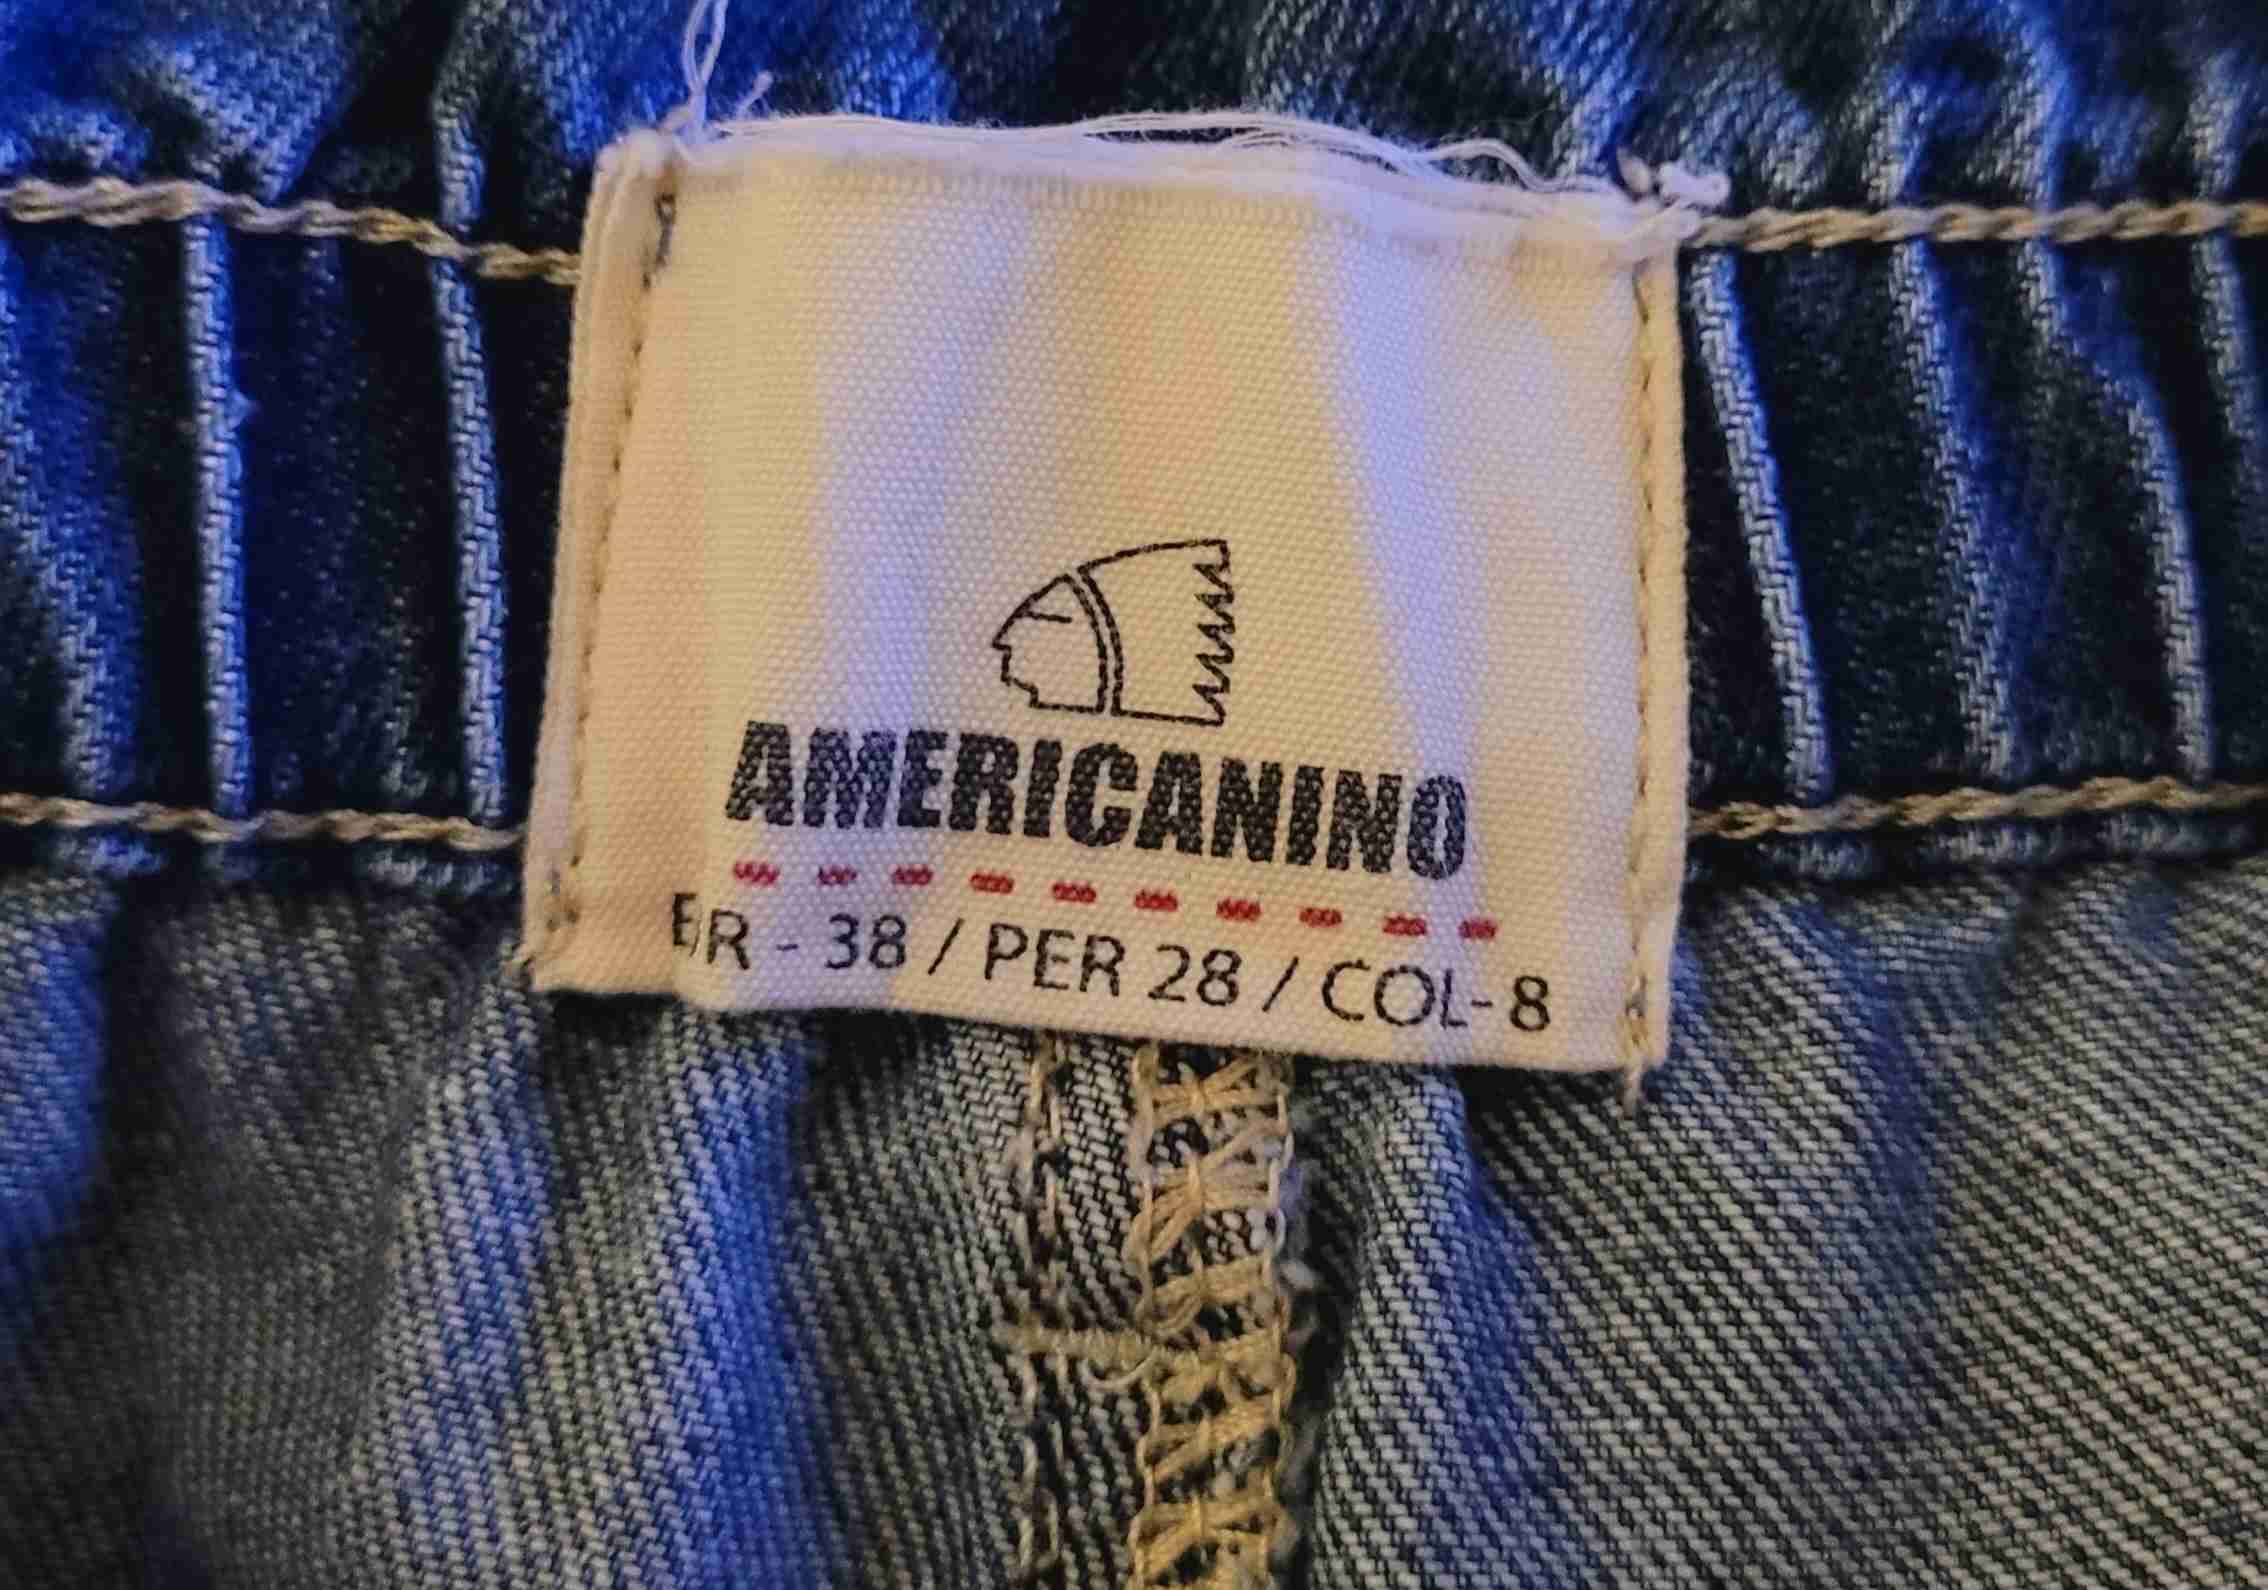 AMERICANINO
BR - 38 / PER 28 / COL- 8